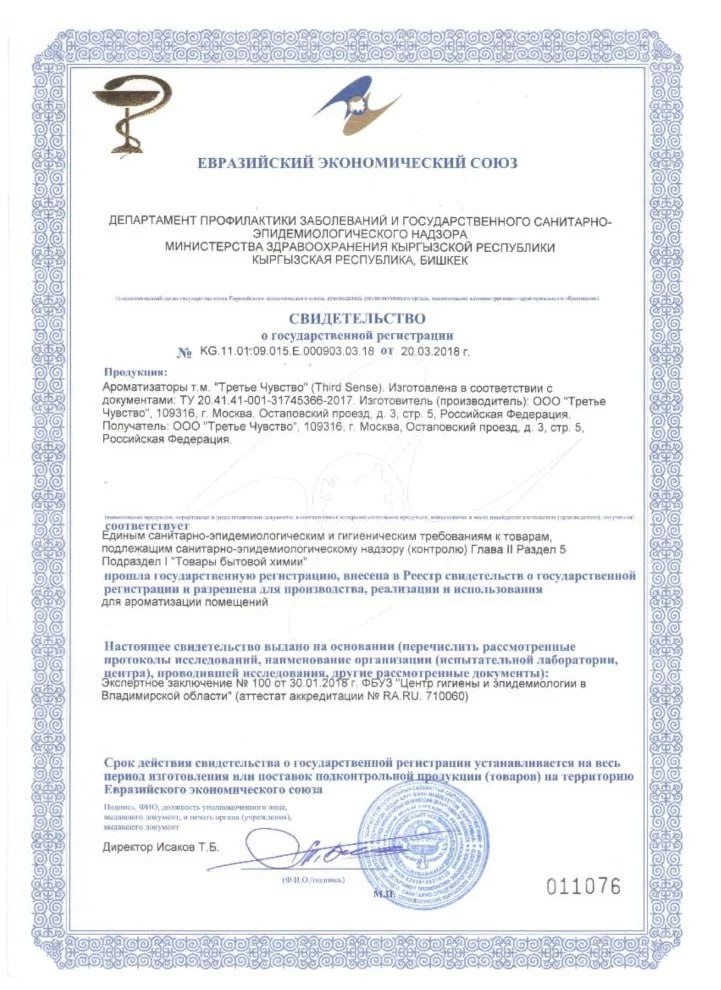 ЕВРАЗИЙСКИЙ ЭКОНОМИЧЕСКИЙ СОЮЗ
ДЕПАРТАМЕНТ ПРОФИЛАКТИКИ ЗАБОЛЕВАНИЙ И ГОСУДАРСТВЕННОГО САНИТАРНО-
ЭПИДЕМИОЛОГИЧЕСКОГО НАДЗОРА
МИНИСТЕРСТВА ЗДРАВООХРАНЕНИЯ КЫРГЫЗСКОЙ РЕСПУБЛИКИ
КЫРГЫЗСКАЯ РЕСПУБЛИКА, БИШКЕК
СВИДЕТЕЛЬСТВО
о государственной регистрации
№ KG.11.01.09.015.E.000903.03.18 от 20.03.2018 г.
Продукция:
Ароматизаторы т.м. "Третье Чувство" (Third Sense). Изготовлена в соответствии с
документами: ТУ 20.41.41-001-31745366-2017. Изготовитель (производитель): ООО "Третье
Чувство", 109316, г. Москва, Остаповский проезд, д. 3, стр. 5, Российская Федерация.
Получатель: ООО "Третье Чувство", 109316, г. Москва, Остаповский проезд, д. 3, стр. 5,
Российская Федерация.
соответствует
Единым санитарно-эпидемиологическим и гигиеническим требованиям к товарам,
подлежащим санитарно-эпидемиологическому надзору (контролю) Глава II Раздел 5
Подраздел I "Товары бытовой химии"
прошла государственную регистрацию, внесена в Реестр свидетельств о государственной
регистрации и разрешена для производства, реализации и использования
для ароматизации помещений
Настоящее свидетельство выдано на основании (перечислить рассмотренные
протоколы исследований, наименование организации (испытательной лаборатории,
центра), проводившей исследования, другие рассмотренные документы):
Экспертное заключение № 100 от 30.01.2018 г. ФБУЗ "Центр гигиены и эпидемиологии в
Владимирской области" (аттестат аккредитации № RA.RU. 710060)
Срок действия свидетельства о государственной регистрации устанавливается на весь
период изготовления или поставок подконтрольной продукции (товаров) на территорию
Евразийского экономического союза
Подпись, ФИО, должность уполномоченного лица,
выдавшего документ, и печать органа (учреждения),
выдавшего документ
Директор Исаков Т.Б.
(Ф.И.О./подпись)
М.П.
011076